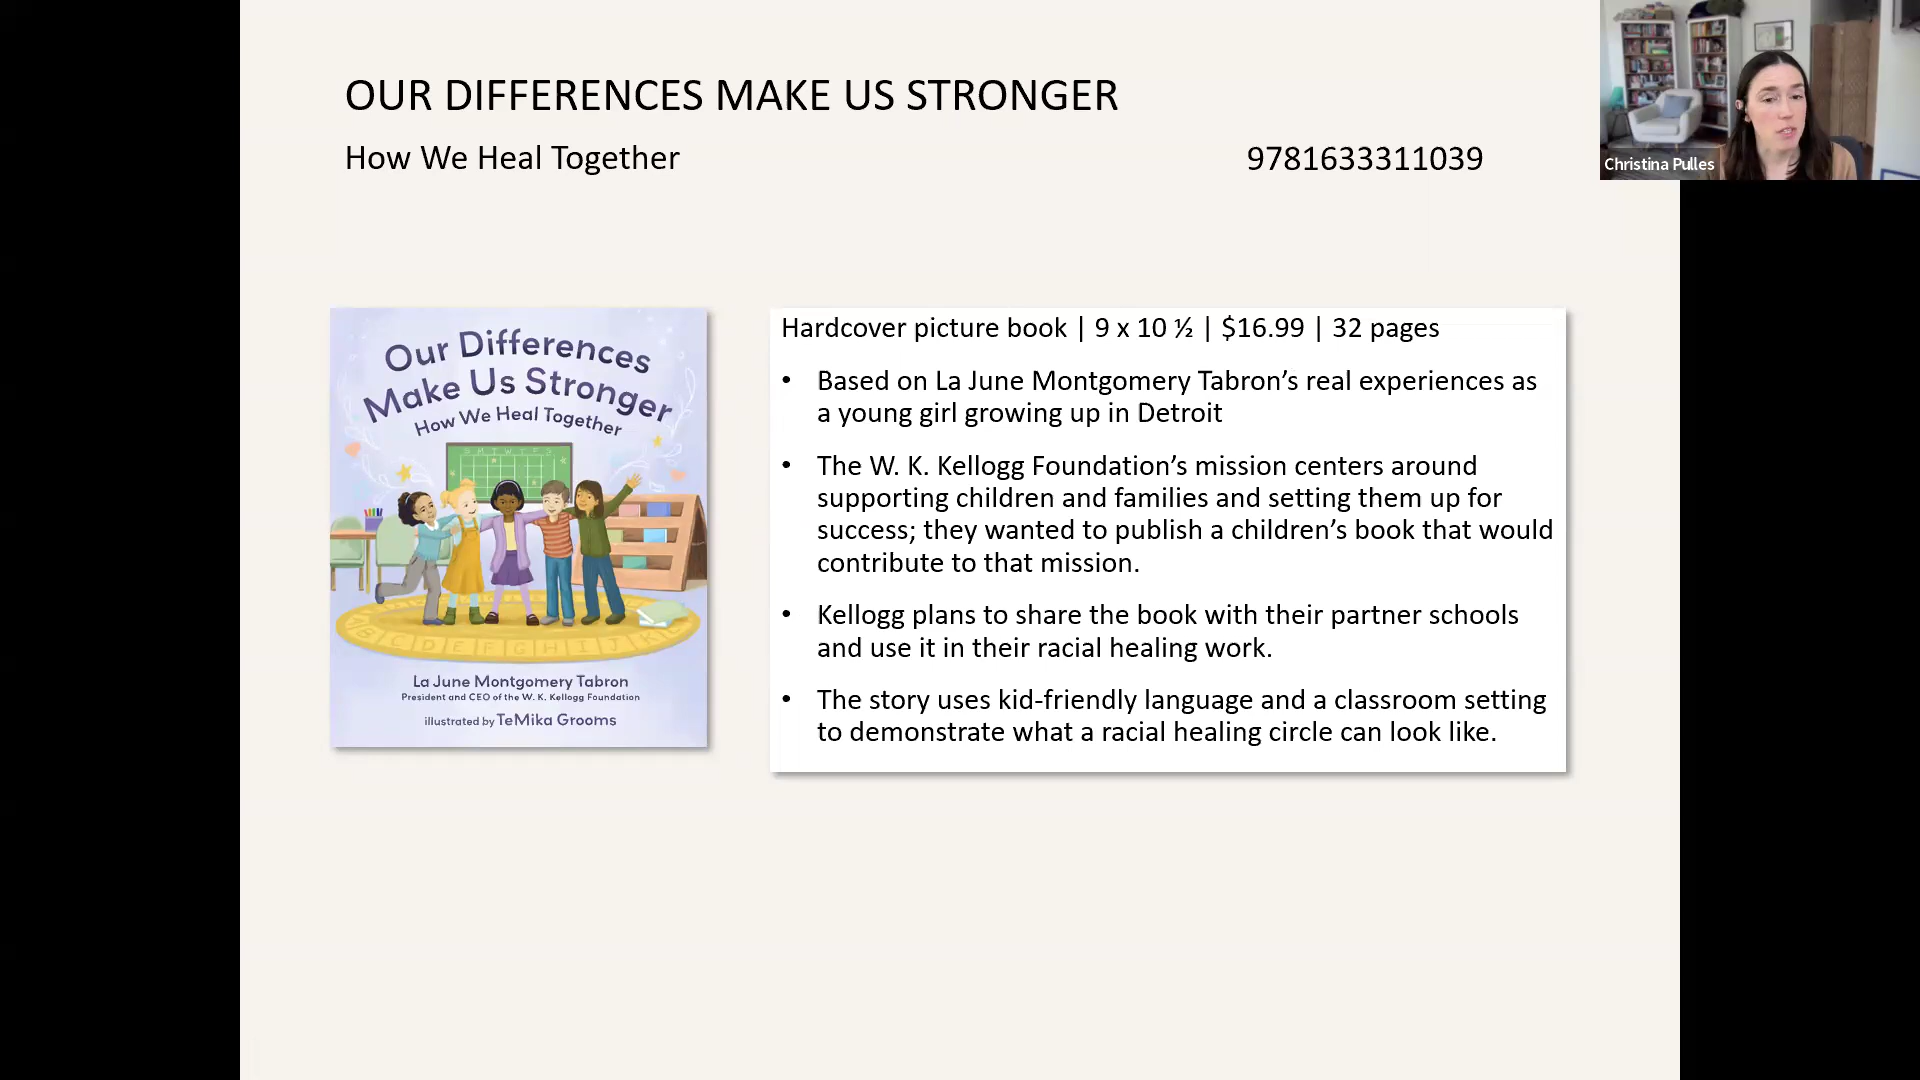 OUR DIFFERENCES MAKE US STRONGER
How We Heal Together
9781633311039
Christina Pulles
Our Differences
Make Us Stronger
How We Heal Together
S M T W T F S
B C D E F G H I J K
La June Montgomery Tabron
President and CEO of the W. K. Kellogg Foundation
illustrated by TeMika Grooms
Hardcover picture book | 9 x 10 ½ | $16.99 | 32 pages
• Based on La June Montgomery Tabron’s real experiences as
a young girl growing up in Detroit
• The W. K. Kellogg Foundation’s mission centers around
supporting children and families and setting them up for
success; they wanted to publish a children’s book that would
contribute to that mission.
• Kellogg plans to share the book with their partner schools
and use it in their racial healing work.
• The story uses kid-friendly language and a classroom setting
to demonstrate what a racial healing circle can look like.